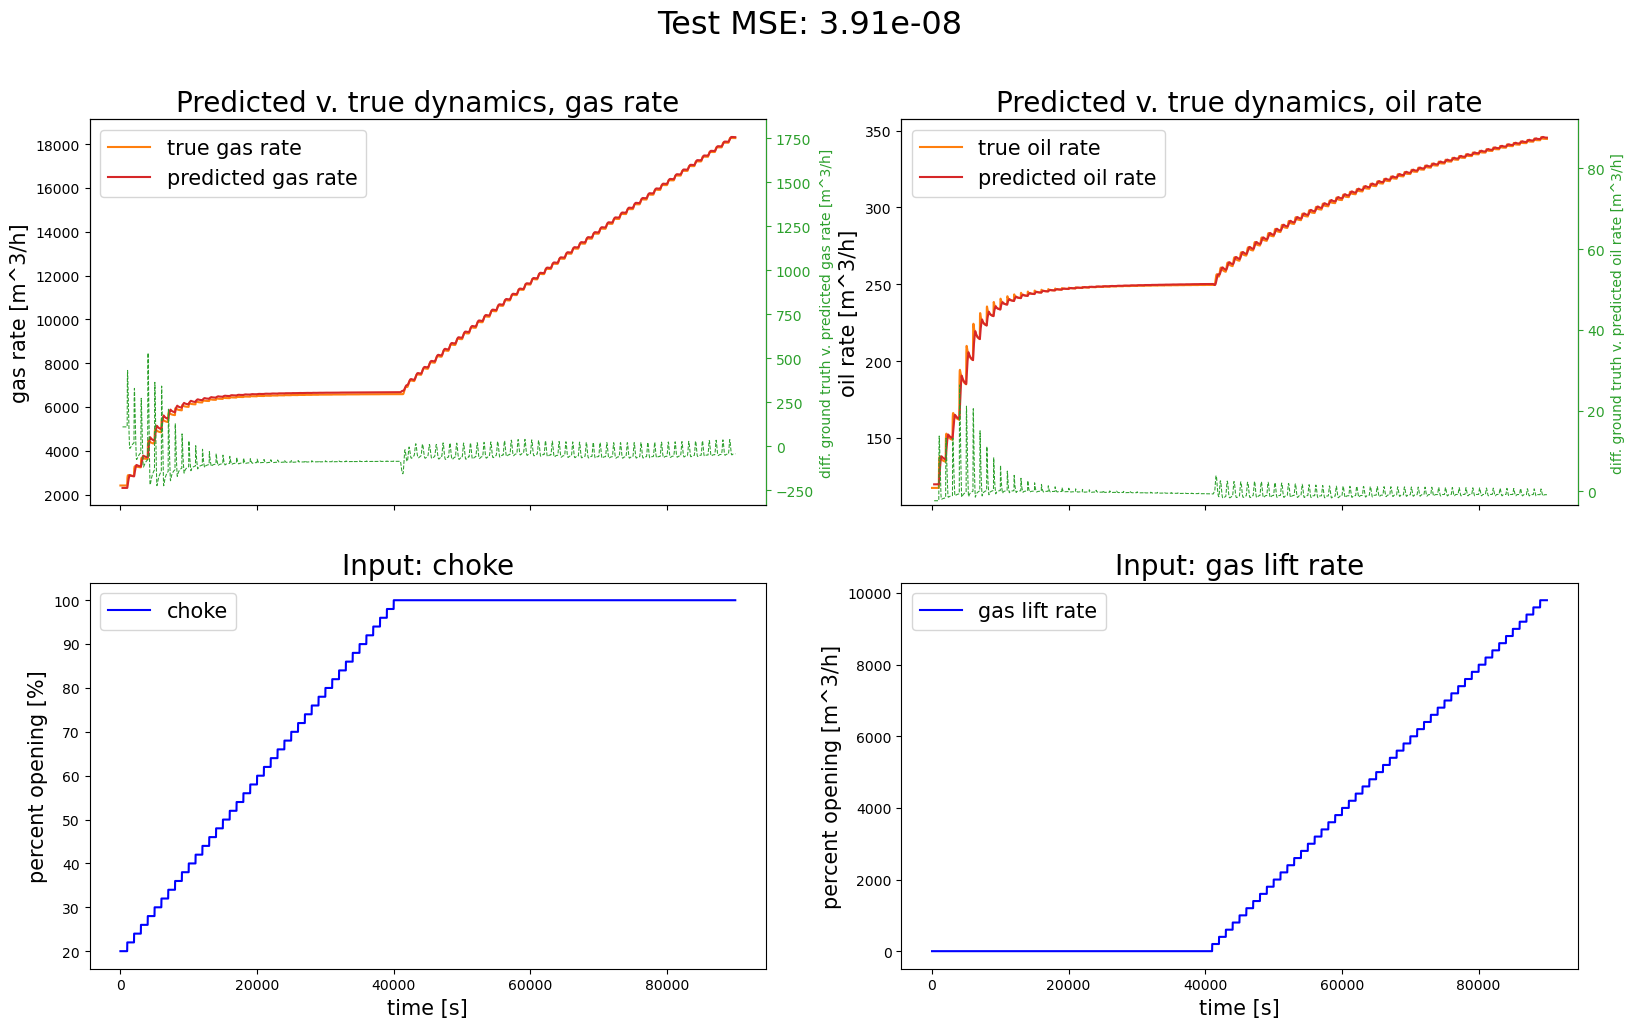 Test MSE: 3.91e-08
Predicted v. true dynamics, gas rate
true gas rate
predicted gas rate
gas rate [m^3/h]
18000
16000
14000
12000
10000
8000
6000
4000
2000
1750
1500
1250
1000
750
500
250
0
−250
diff. ground truth v. predicted gas rate [m^3/h]
Predicted v. true dynamics, oil rate
true oil rate
predicted oil rate
oil rate [m^3/h]
350
300
250
200
150
80
60
40
20
0
diff. ground truth v. predicted oil rate [m^3/h]
Input: choke
choke
percent opening [%]
100
90
80
70
60
50
40
30
20
0
20000
40000
60000
80000
time [s]
Input: gas lift rate
gas lift rate
percent opening [m^3/h]
10000
8000
6000
4000
2000
0
0
20000
40000
60000
80000
time [s]